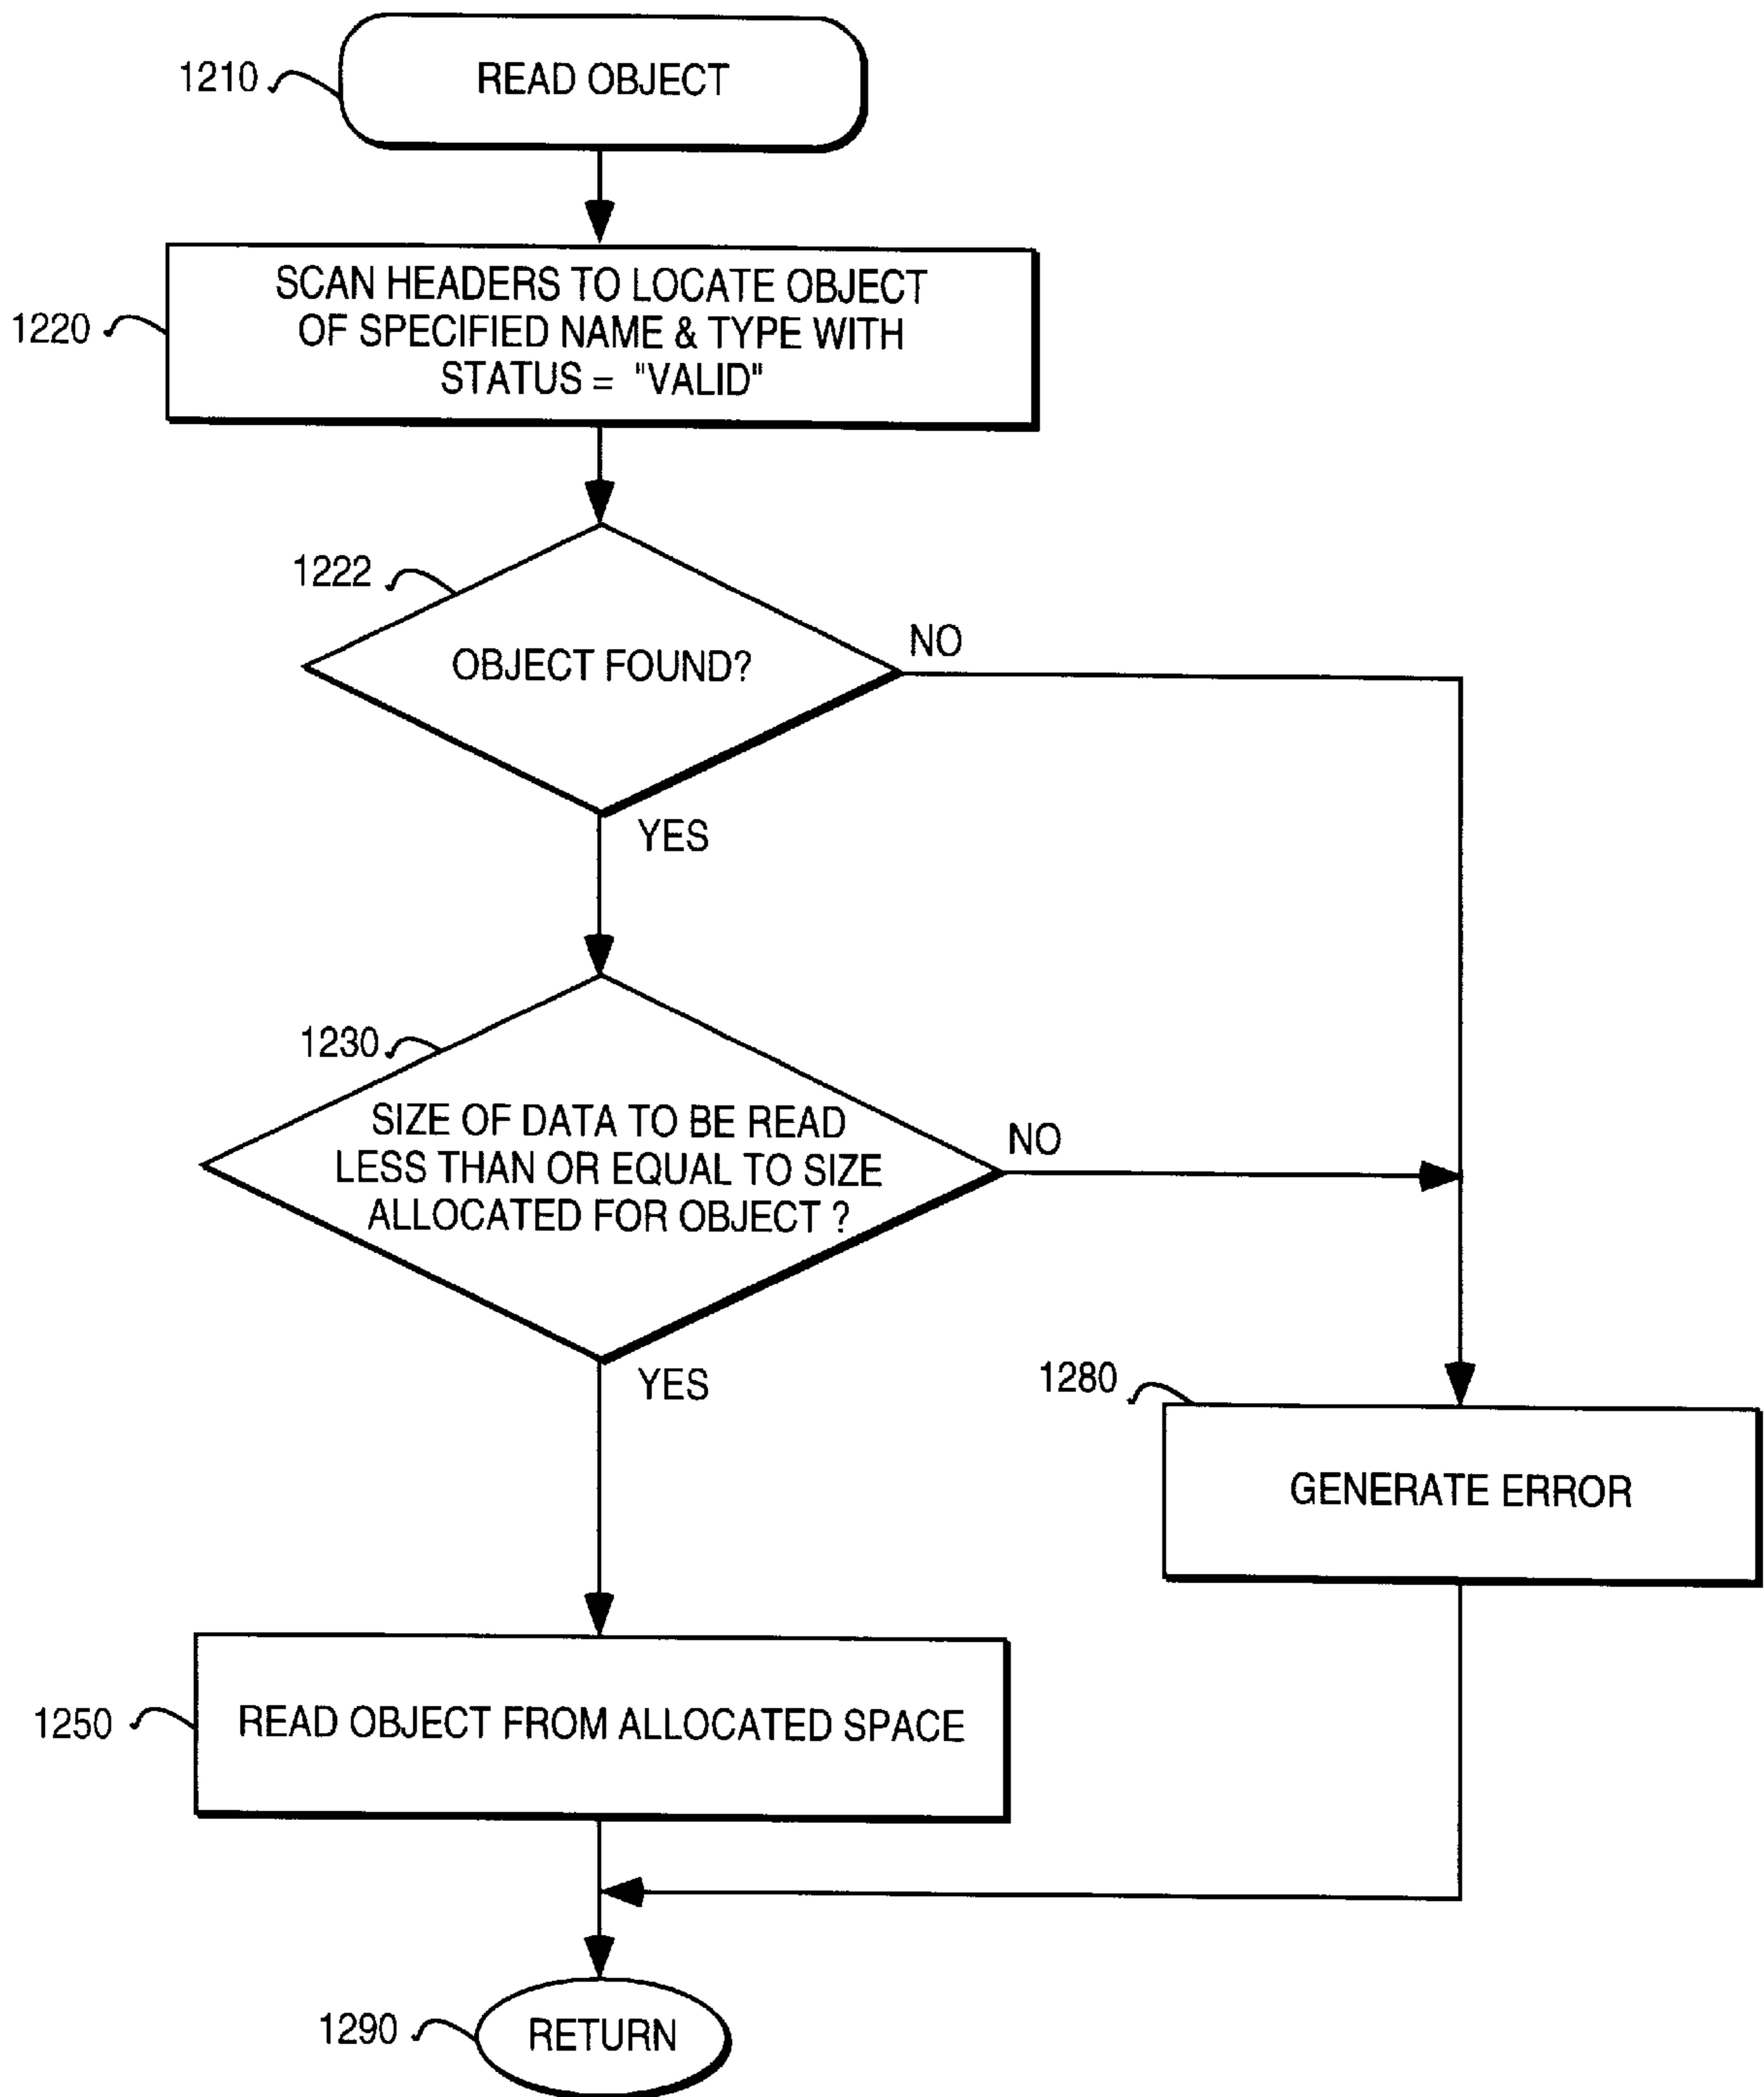 1210
READ OBJECT
1220
SCAN HEADERS TO LOCATE OBJECT
OF SPECIFIED NAME & TYPE WITH
STATUS = "VALID"
1222
OBJECT FOUND?
NO
YES
1230
SIZE OF DATA TO BE READ
LESS THAN OR EQUAL TO SIZE
ALLOCATED FOR OBJECT ?
NO
YES
1280
GENERATE ERROR
1250
READ OBJECT FROM ALLOCATED SPACE
1290
RETURN